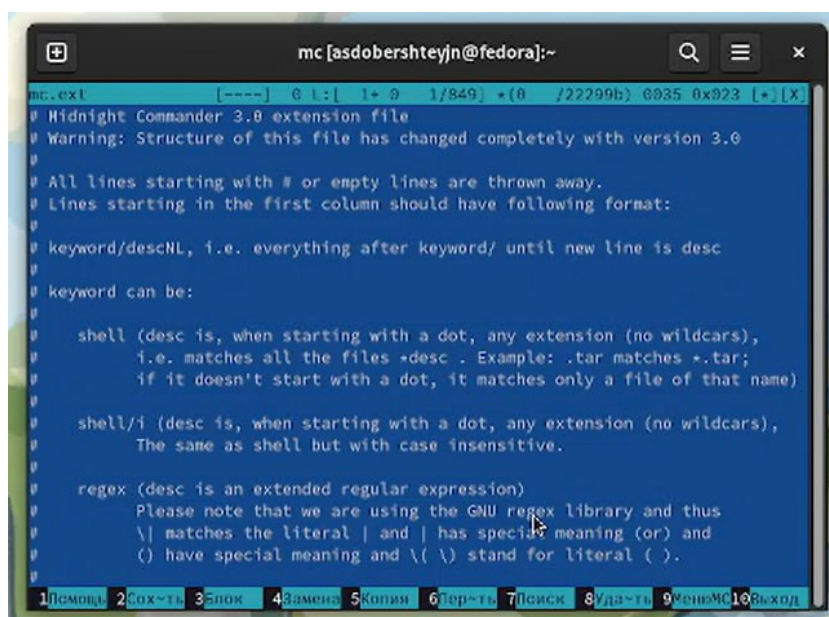 mc [asdobershteyjn@fedora]:~
mc.ext [----] 0 L:[ 1+ 0 1/849] *(0 /22299b) 0035 0x023 [*][X]
# Midnight Commander 3.0 extension file
# Warning: Structure of this file has changed completely with version 3.0
#
# All lines starting with # or empty lines are thrown away.
# Lines starting in the first column should have following format:
#
# keyword/descNL, i.e. everything after keyword/ until new line is desc
#
# keyword can be:
#
# shell (desc is, when starting with a dot, any extension (no wildcars),
# i.e. matches all the files *desc . Example: .tar matches *.tar;
# if it doesn't start with a dot, it matches only a file of that name)
#
# shell/i (desc is, when starting with a dot, any extension (no wildcars),
# The same as shell but with case insensitive.
#
# regex (desc is an extended regular expression)
# Please note that we are using the GNU regex library and thus
# \| matches the literal | and | has special meaning (or) and
# () have special meaning and \( \) stand for literal ( ).
#
1Помощь 2Сох~ть 3Блок 4Замена 5Копия 6Пер~ть 7Поиск 8Уда~ть 9МенюMC 10Выход